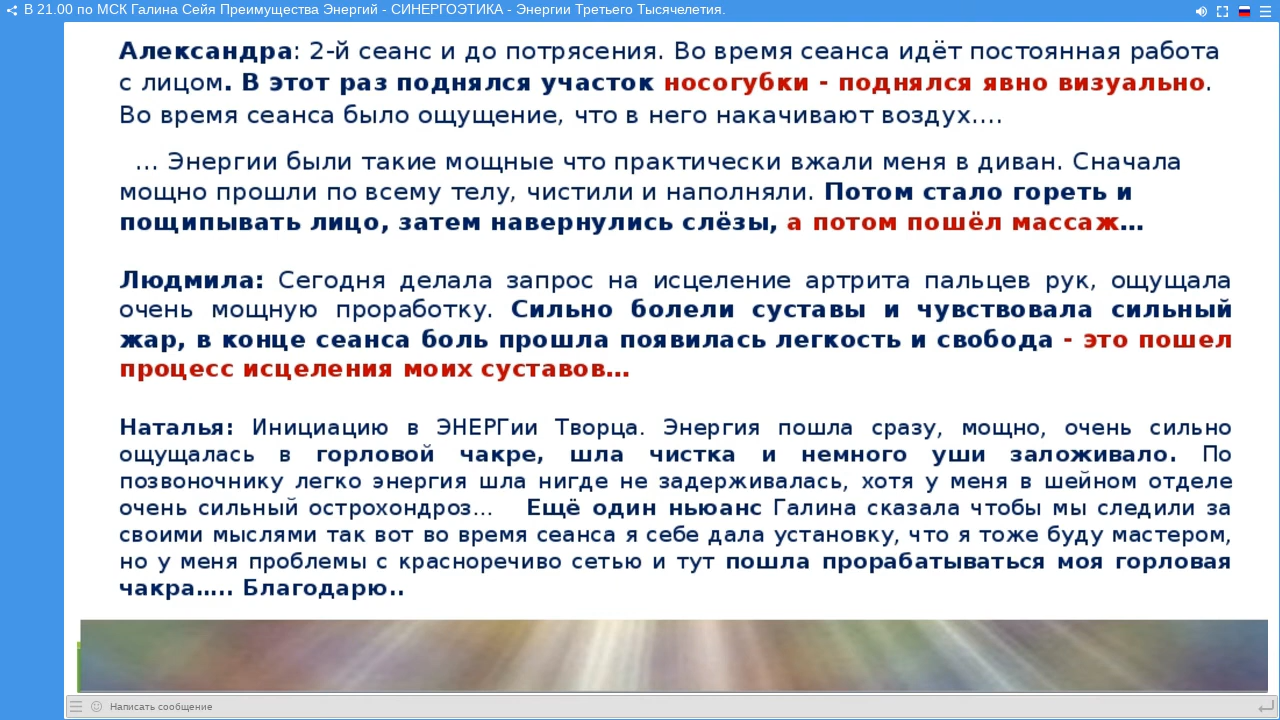 В 21.00 по МСК Галина Сейя Преимущества Энергий - СИНЕРГОЭТИКА - Энергии Третьего Тысячелетия.
Александра: 2-й сеанс и до потрясения. Во время сеанса идёт постоянная работа
с лицом. В этот раз поднялся участок носогубки - поднялся явно визуально.
Во время сеанса было ощущение, что в него накачивают воздух....
... Энергии были такие мощные что практически вжали меня в диван. Сначала
мощно прошли по всему телу, чистили и наполняли. Потом стало гореть и
пощипывать лицо, затем навернулись слёзы, а потом пошёл массаж…
Людмила: Сегодня делала запрос на исцеление артрита пальцев рук, ощущала
очень мощную проработку. Сильно болели суставы и чувствовала сильный
жар, в конце сеанса боль прошла появилась легкость и свобода - это пошел
процесс исцеления моих суставов…
Наталья: Инициацию в ЭНЕРГии Творца. Энергия пошла сразу, мощно, очень сильно
ощущалась в горловой чакре, шла чистка и немного уши заложивало. По
позвоночнику легко энергия шла нигде не задерживалась, хотя у меня в шейном отделе
очень сильный острохондроз... Ещё один ньюанс Галина сказала чтобы мы следили за
своими мыслями так вот во время сеанса я себе дала установку, что я тоже буду мастером,
но у меня проблемы с красноречиво сетью и тут пошла прорабатываться моя горловая
чакра..... Благодарю..
Написать сообщение